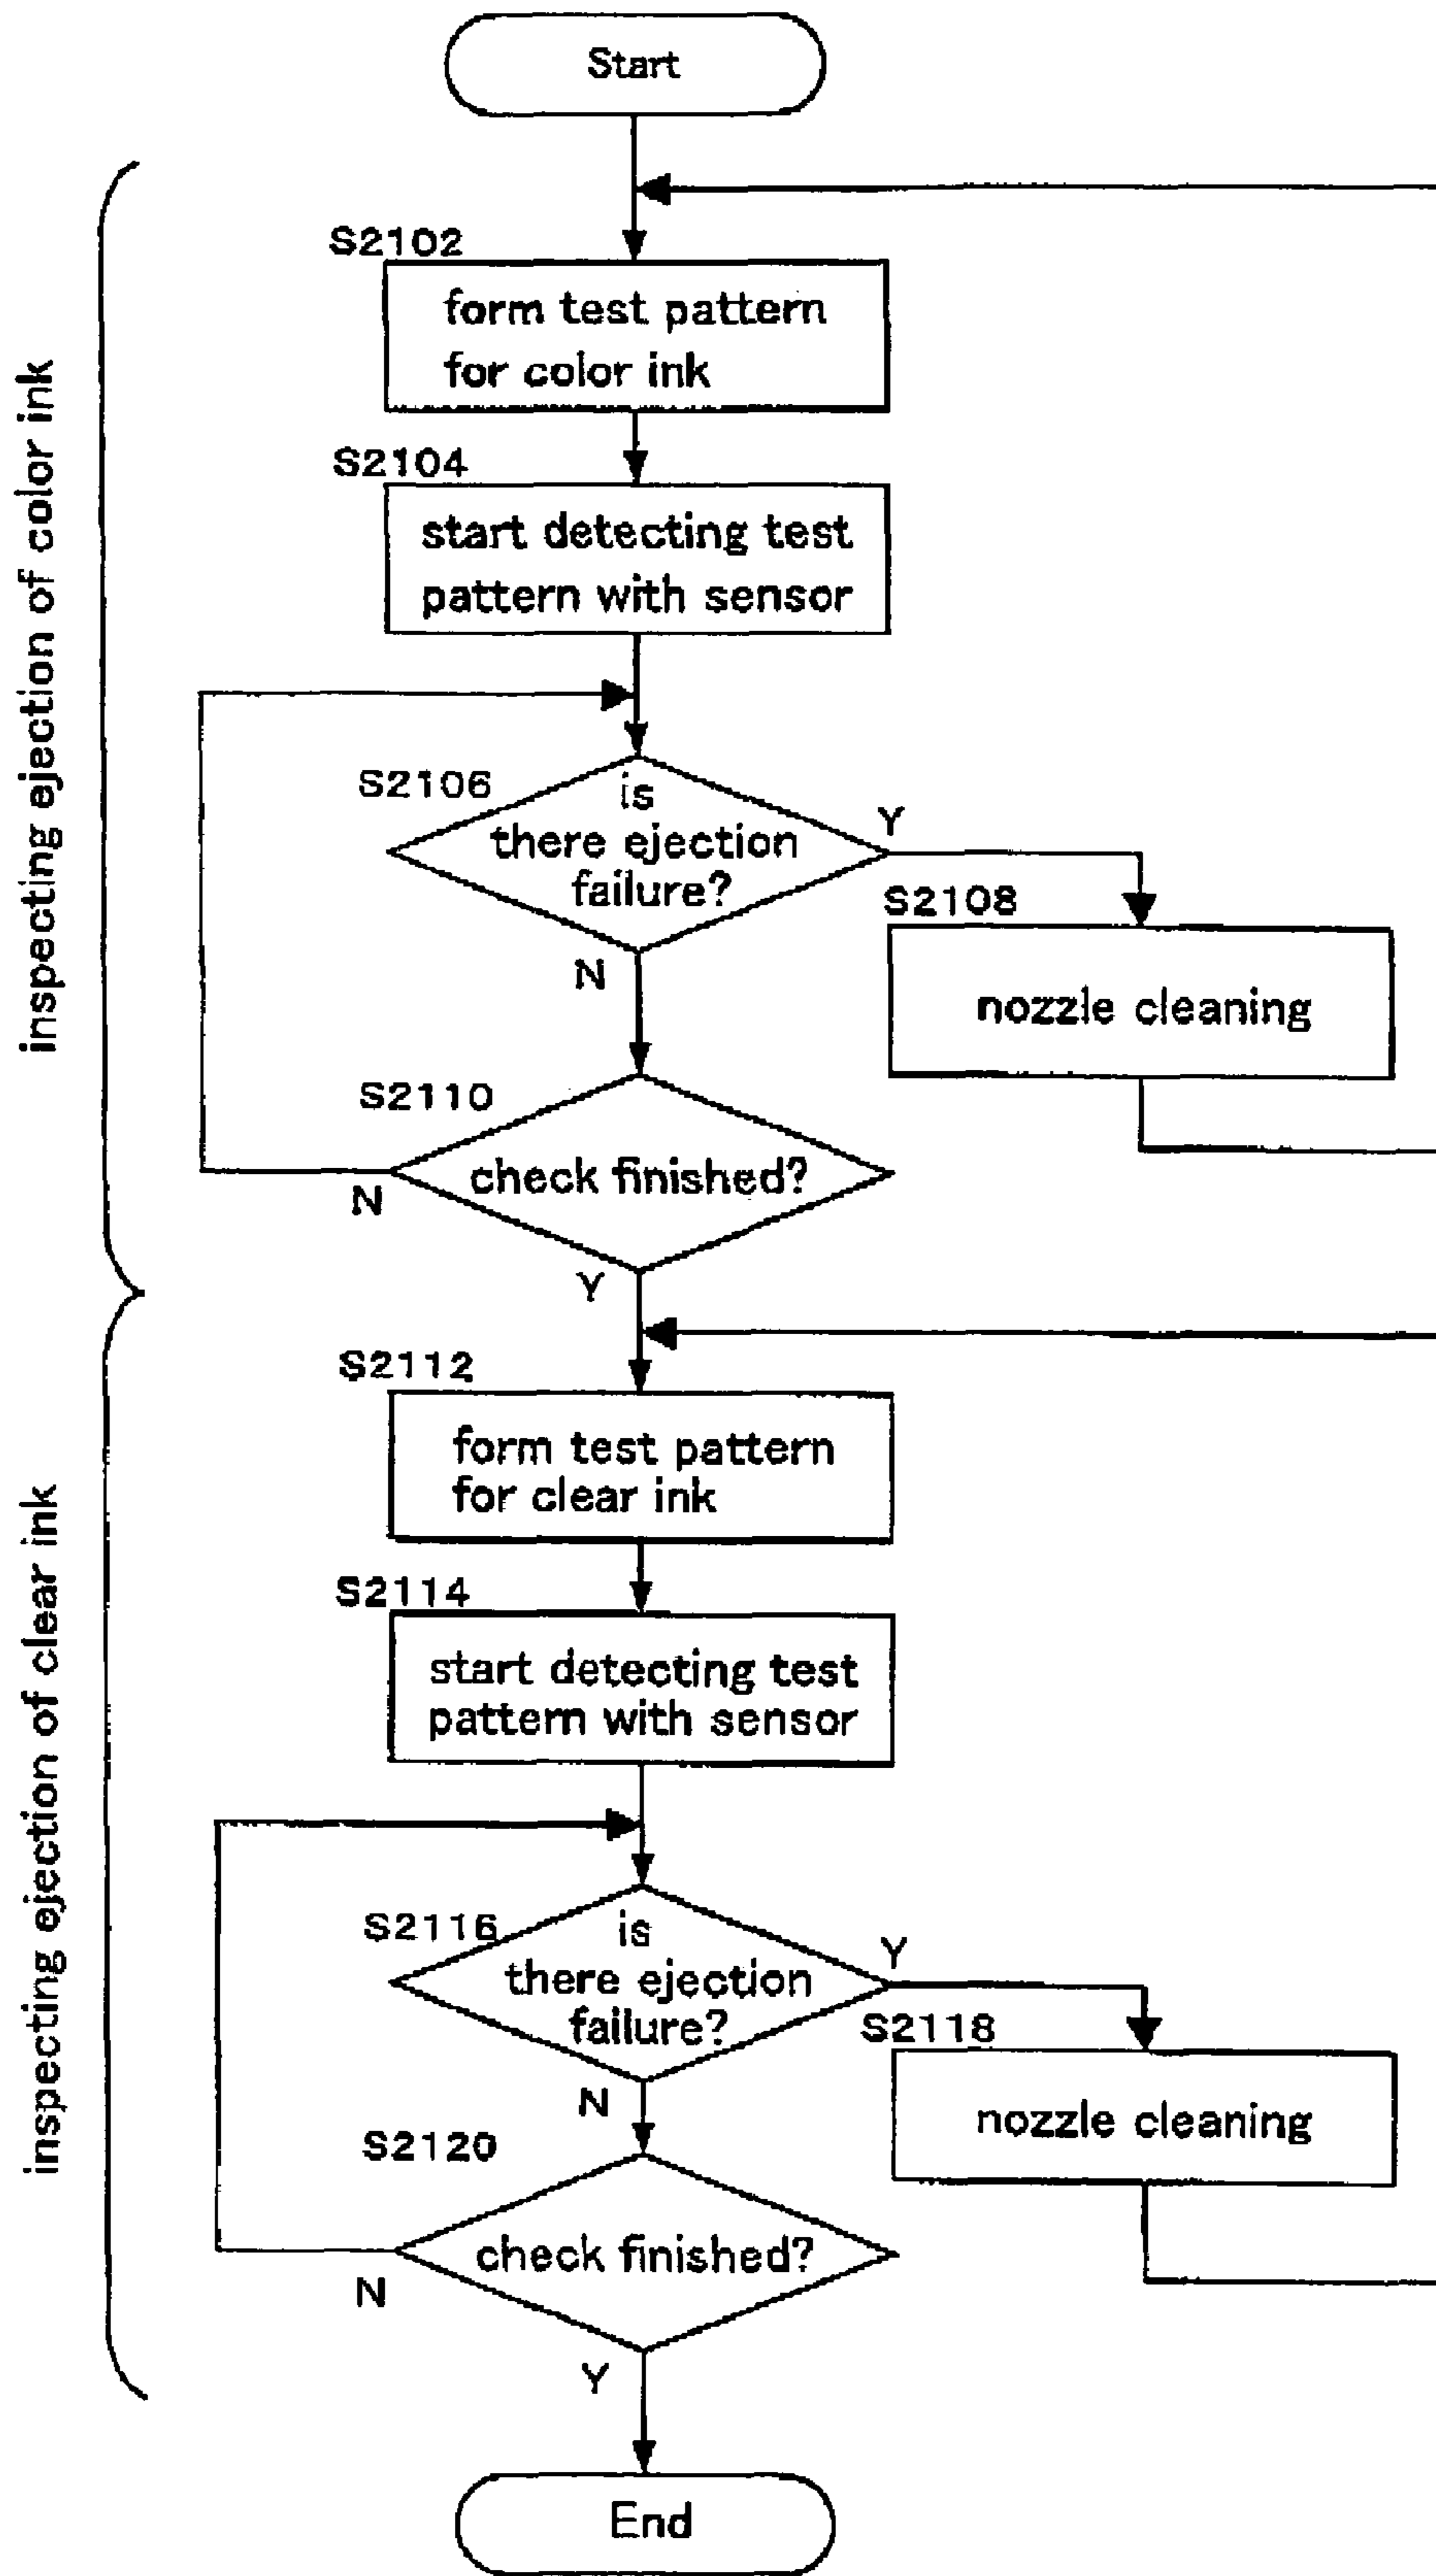 Start
inspecting ejection of color ink
S2102
form test pattern
for color ink
S2104
start detecting test
pattern with sensor
S2106
is
there ejection
failure?
Y
N
S2108
nozzle cleaning
S2110
check finished?
N
Y
inspecting ejection of clear ink
S2112
form test pattern
for clear ink
S2114
start detecting test
pattern with sensor
S2116
is
there ejection
failure?
Y
N
S2118
nozzle cleaning
S2120
check finished?
N
Y
End